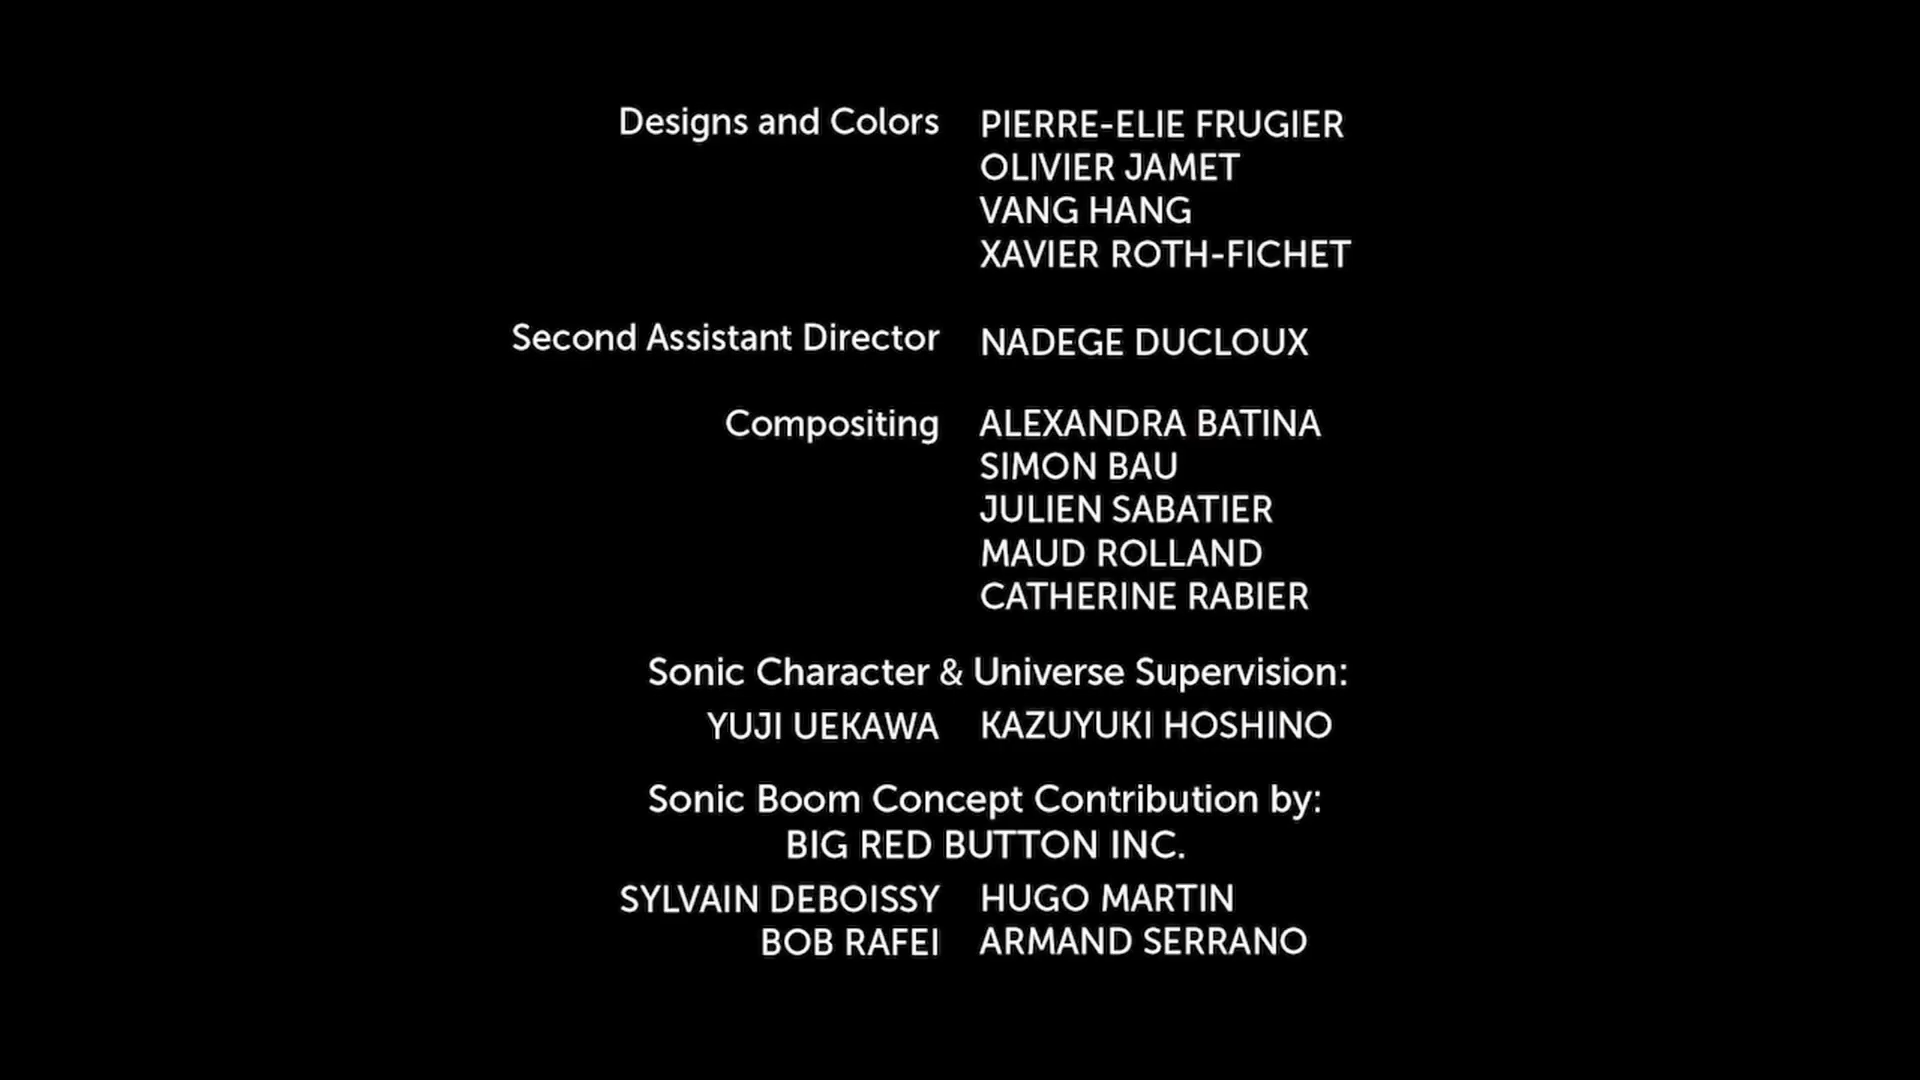 Designs and Colors PIERRE-ELIE FRUGIER
OLIVIER JAMET
VANG HANG
XAVIER ROTH-FICHET
Second Assistant Director NADEGE DUCLOUX
Compositing ALEXANDRA BATINA
SIMON BAU
JULIEN SABATIER
MAUD ROLLAND
CATHERINE RABIER
Sonic Character & Universe Supervision:
YUJI UEKAWA KAZUYUKI HOSHINO
Sonic Boom Concept Contribution by:
BIG RED BUTTON INC.
SYLVAIN DEBOISSY HUGO MARTIN
BOB RAFEI ARMAND SERRANO